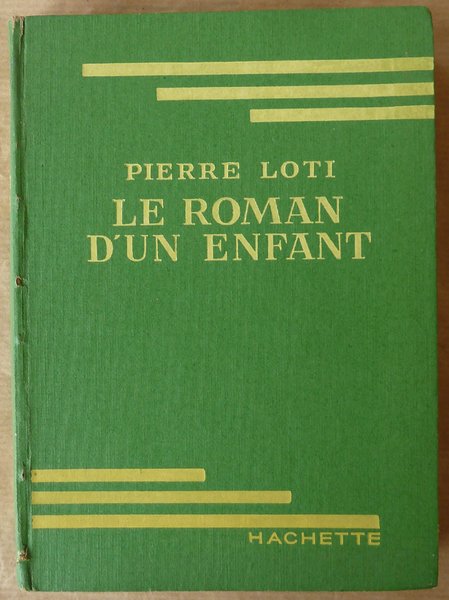 PIERRE LOTI
LE ROMAN
D'UN ENFANT
HACHETTE